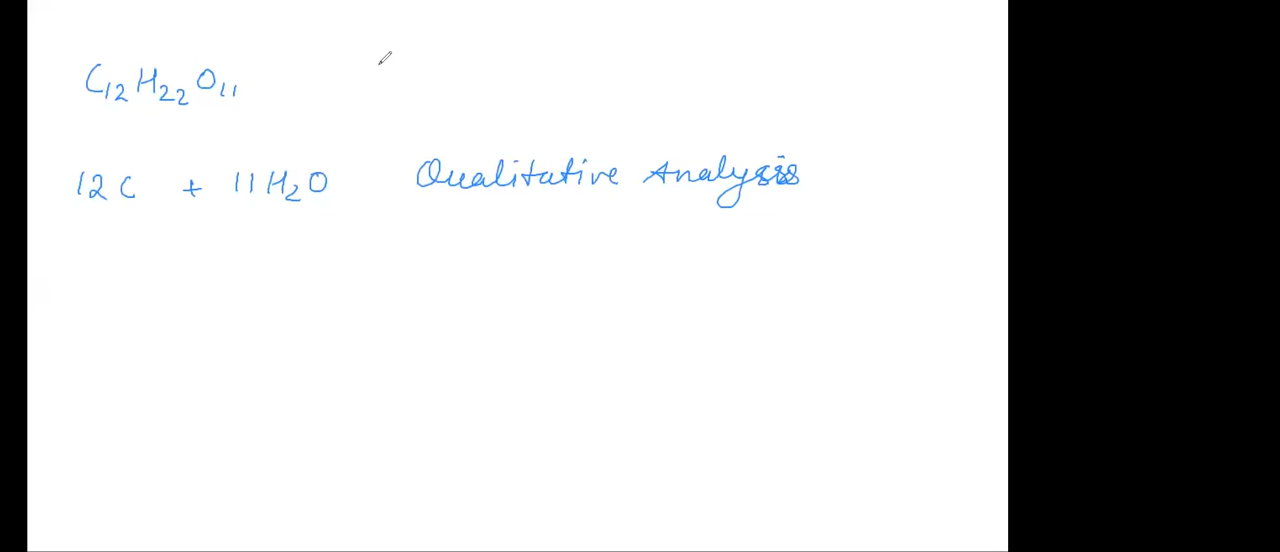 C₁₂H₂₂O₁₁
12C + 11H₂O Qualitative Analysis